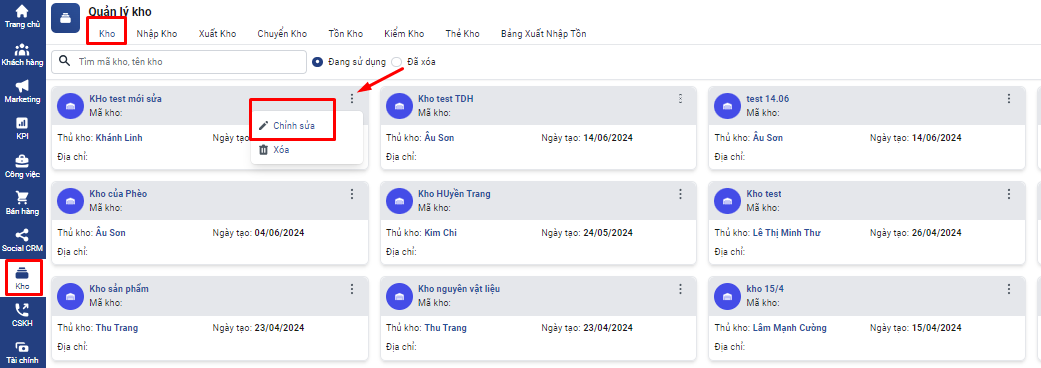 Trang chủ
Khách hàng
Marketing
KPI
Công việc
Bán hàng
Social CRM
Kho
CSKH
Tài chính
Quản lý kho
Kho Nhập Kho Xuất Kho Chuyển Kho Tồn Kho Kiểm Kho Thẻ Kho Bảng Xuất Nhập Tồn
Tìm mã kho, tên kho Đang sử dụng Đã xóa
KHo test mới sửa
Mã kho:
Thủ kho: Khánh Linh Ngày tạo:
Địa chỉ:
Chỉnh sửa
Xóa
Kho test TDH
Mã kho:
Thủ kho: Âu Sơn Ngày tạo: 14/06/2024
Địa chỉ:
test 14.06
Mã kho:
Thủ kho: Âu Sơn Ngày tạo: 14/06/2024
Địa chỉ:
Kho của Phèo
Mã kho:
Thủ kho: Âu Sơn Ngày tạo: 04/06/2024
Địa chỉ:
Kho HUyền Trang
Mã kho:
Thủ kho: Kim Chi Ngày tạo: 24/05/2024
Địa chỉ:
Kho test
Mã kho:
Thủ kho: Lê Thị Minh Thư Ngày tạo: 26/04/2024
Địa chỉ:
Kho sản phẩm
Mã kho:
Thủ kho: Thu Trang Ngày tạo: 23/04/2024
Địa chỉ:
Kho nguyên vật liệu
Mã kho:
Thủ kho: Thu Trang Ngày tạo: 23/04/2024
Địa chỉ:
kho 15/4
Mã kho:
Thủ kho: Lâm Mạnh Cường Ngày tạo: 15/04/2024
Địa chỉ: